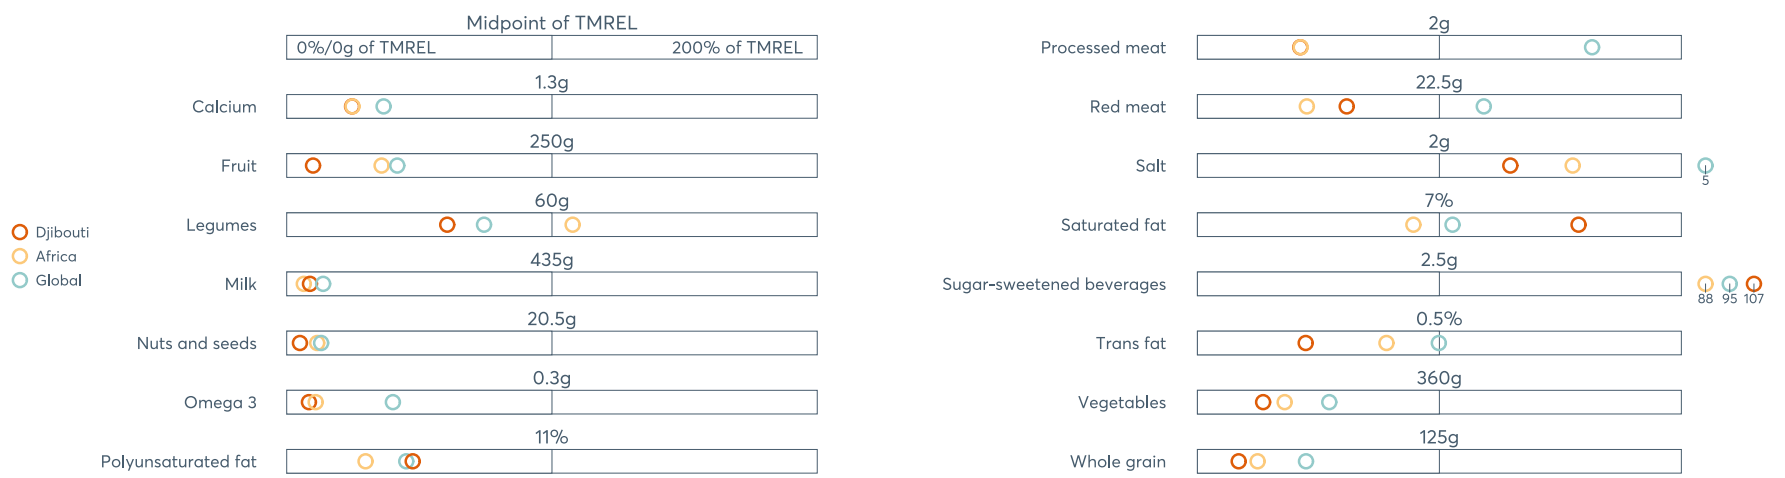 Midpoint of TMREL
0%/0g of TMREL 200% of TMREL
1.3g
Calcium
250g
Fruit
60g
Legumes
435g
Milk
20.5g
Nuts and seeds
0.3g
Omega 3
11%
Polyunsaturated fat
Djibouti
Africa
Global
2g
Processed meat
22.5g
Red meat
2g
Salt
5
7%
Saturated fat
2.5g
Sugar-sweetened beverages
88 95 107
0.5%
Trans fat
360g
Vegetables
125g
Whole grain